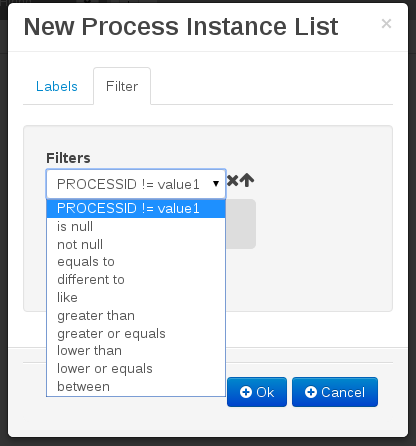 New Process Instance List
×
Labels
Filter
Filters
PROCESSID != value1
PROCESSID != value1
is null
not null
equals to
different to
like
greater than
greater or equals
lower than
lower or equals
between
Ok
Cancel